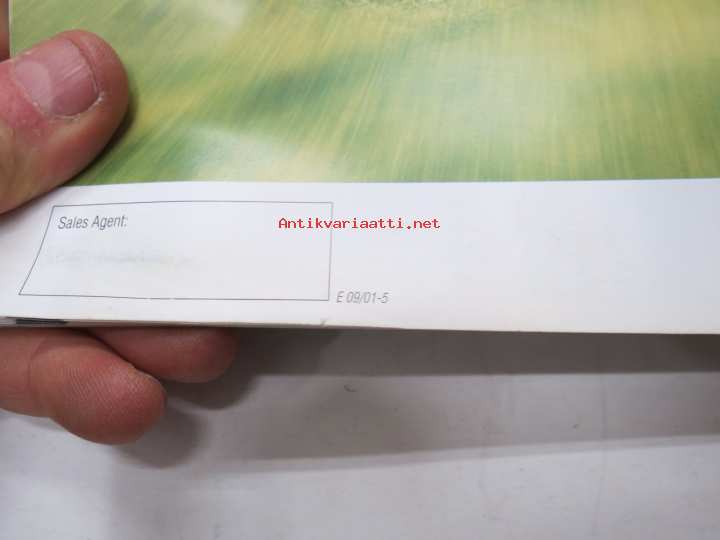 Sales Agent:
Antikvariaatti.net
E 09/01-5